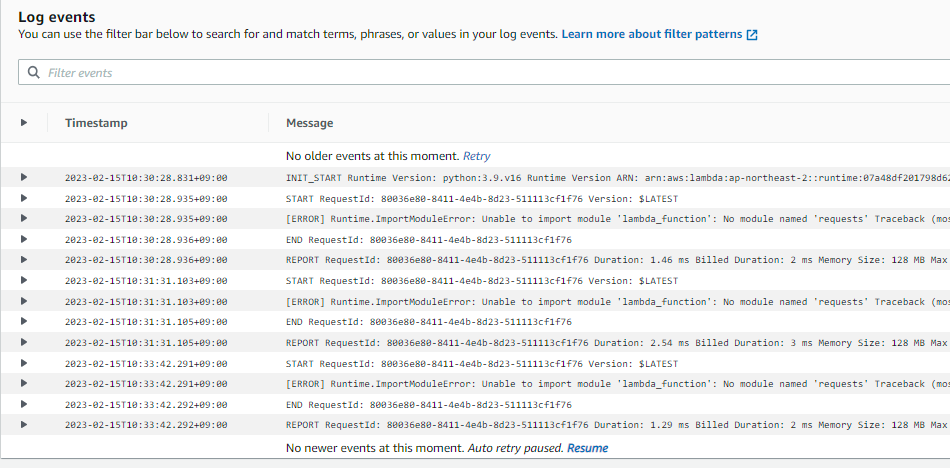 Log events
You can use the filter bar below to search for and match terms, phrases, or values in your log events. Learn more about filter patterns
Filter events
Timestamp Message
No older events at this moment. Retry
2023-02-15T10:30:28.831+09:00 INIT_START Runtime Version: python:3.9.v16 Runtime Version ARN: arn:aws:lambda:ap-northeast-2::runtime:07a48df201798d62
2023-02-15T10:30:28.935+09:00 START RequestId: 80036e80-8411-4e4b-8d23-511113cf1f76 Version: $LATEST
2023-02-15T10:30:28.935+09:00 [ERROR] Runtime.ImportModuleError: Unable to import module 'lambda_function': No module named 'requests' Traceback (mos
2023-02-15T10:30:28.936+09:00 END RequestId: 80036e80-8411-4e4b-8d23-511113cf1f76
2023-02-15T10:30:28.936+09:00 REPORT RequestId: 80036e80-8411-4e4b-8d23-511113cf1f76 Duration: 1.46 ms Billed Duration: 2 ms Memory Size: 128 MB Max
2023-02-15T10:31:31.103+09:00 START RequestId: 80036e80-8411-4e4b-8d23-511113cf1f76 Version: $LATEST
2023-02-15T10:31:31.103+09:00 [ERROR] Runtime.ImportModuleError: Unable to import module 'lambda_function': No module named 'requests' Traceback (mos
2023-02-15T10:31:31.105+09:00 END RequestId: 80036e80-8411-4e4b-8d23-511113cf1f76
2023-02-15T10:31:31.105+09:00 REPORT RequestId: 80036e80-8411-4e4b-8d23-511113cf1f76 Duration: 2.54 ms Billed Duration: 3 ms Memory Size: 128 MB Max
2023-02-15T10:33:42.291+09:00 START RequestId: 80036e80-8411-4e4b-8d23-511113cf1f76 Version: $LATEST
2023-02-15T10:33:42.291+09:00 [ERROR] Runtime.ImportModuleError: Unable to import module 'lambda_function': No module named 'requests' Traceback (mos
2023-02-15T10:33:42.292+09:00 END RequestId: 80036e80-8411-4e4b-8d23-511113cf1f76
2023-02-15T10:33:42.292+09:00 REPORT RequestId: 80036e80-8411-4e4b-8d23-511113cf1f76 Duration: 1.29 ms Billed Duration: 2 ms Memory Size: 128 MB Max
No newer events at this moment. Auto retry paused. Resume